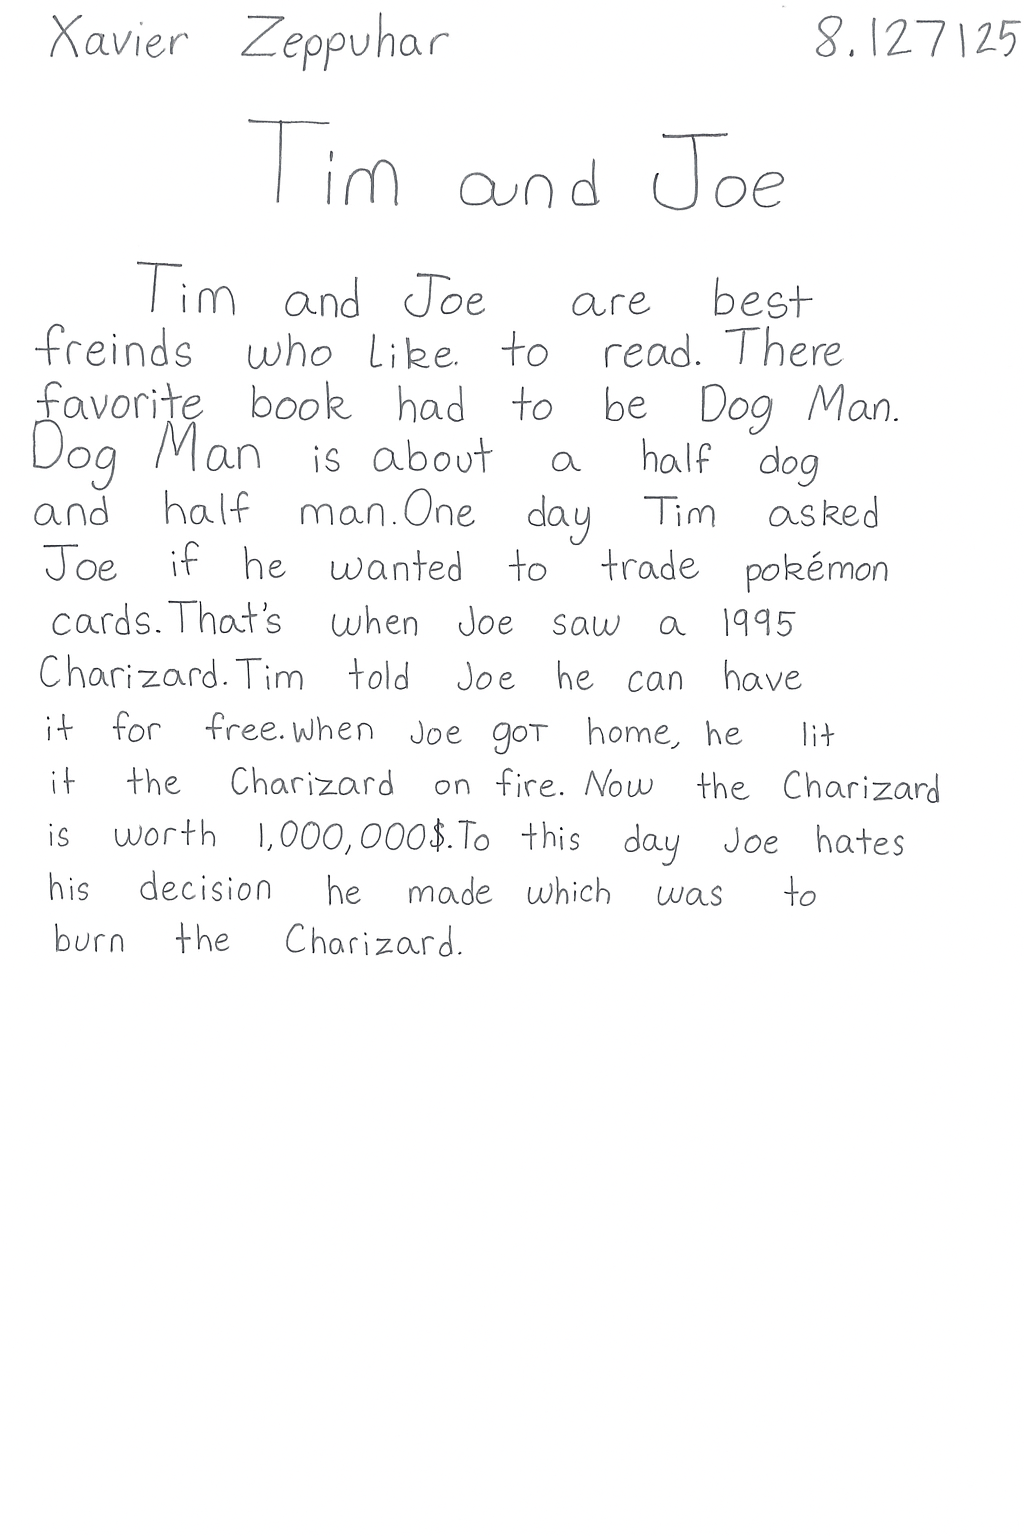 Xavier Zeppuhar 8.127125
Tim and Joe
Tim and Joe are best
freinds who like. to read. There
favorite book had to be Dog Man.
Dog Man is about a half dog
and half man.One day Tim asked
Joe if he wanted to trade pokémon
cards.That's when Joe saw a 1995
Charizard.Tim told Joe he can have
it for free.When Joe got home, he lit
it the Charizard on fire. Now the Charizard
is worth 1,000,000$.To this day Joe hates
his decision he made which was to
burn the Charizard.